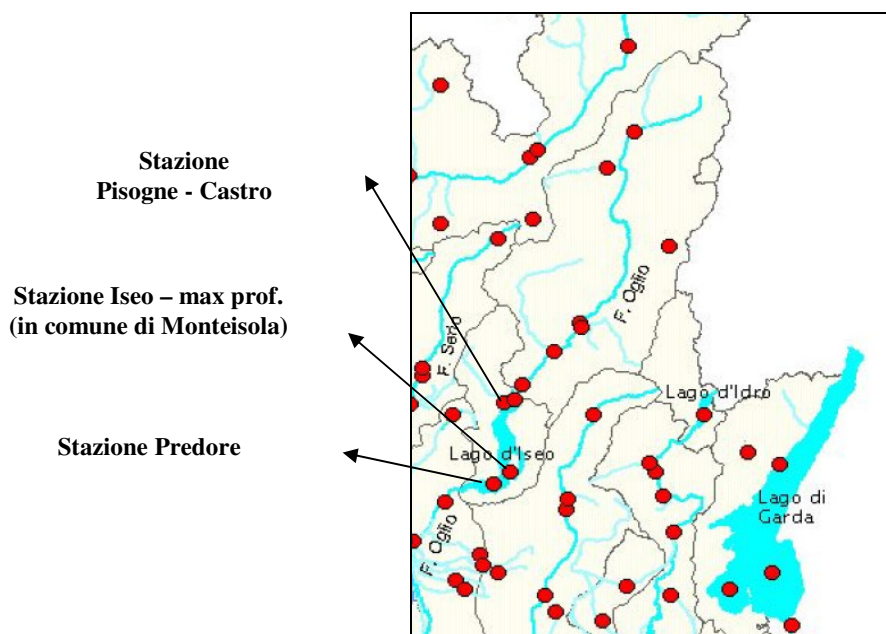 Stazione
Pisogne - Castro
Stazione Iseo – max prof.
(in comune di Monteisola)
Stazione Predore
F. Oglio
F. Serio
Lago d'Idro
Lago d'Iseo
Lago di
Garda
F. Oglio